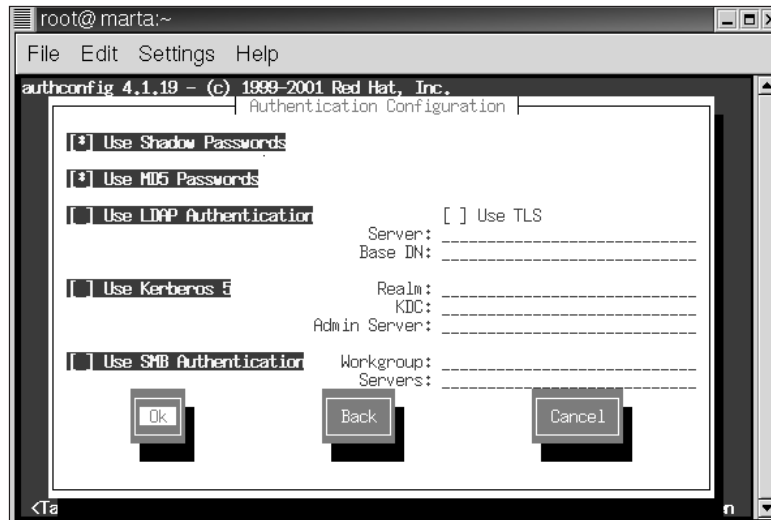 root@marta:~
File Edit Settings Help
authconfig 4.1.19 - (c) 1999-2001 Red Hat, Inc.
Authentication Configuration
[*] Use Shadow Passwords
[*] Use MD5 Passwords
[ ] Use LDAP Authentication [ ] Use TLS
Server:
Base DN:
[ ] Use Kerberos 5 Realm:
KDC:
Admin Server:
[ ] Use SMB Authentication Workgroup:
Servers:
Ok Back Cancel
<Ta n